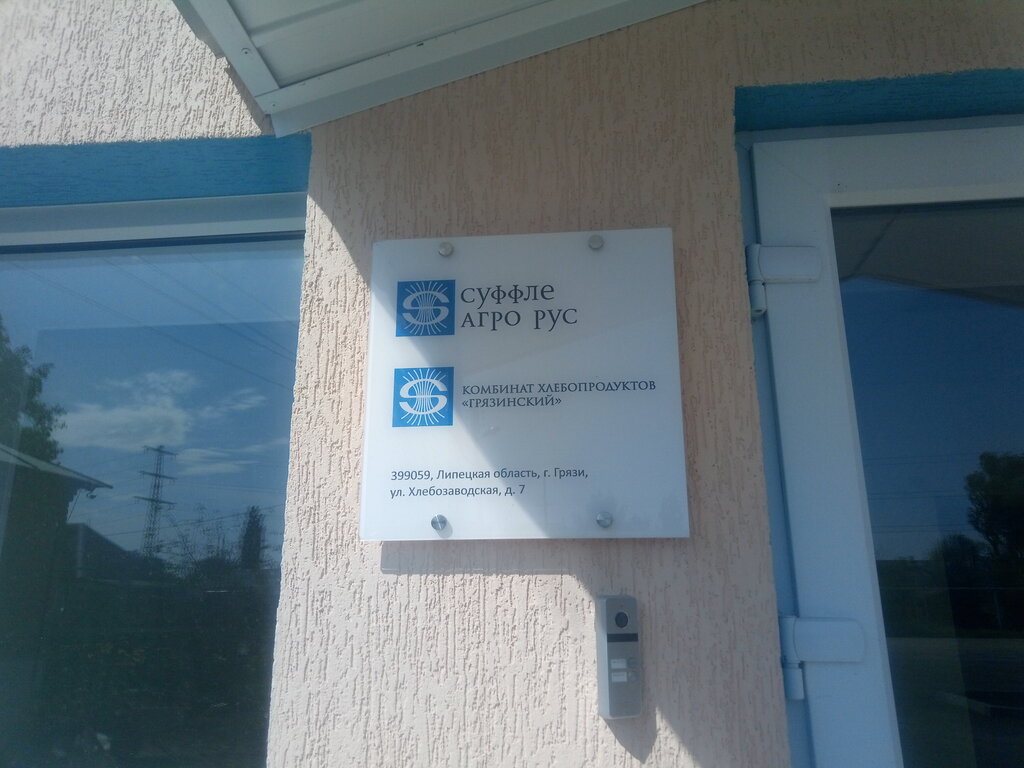 СУФФЛЕ
АГРО РУС
КОМБИНАТ ХЛЕБОПРОДУКТОВ
«ГРЯЗИНСКИЙ»
399059, Липецкая область, г. Грязи,
ул. Хлебозаводская, д. 7